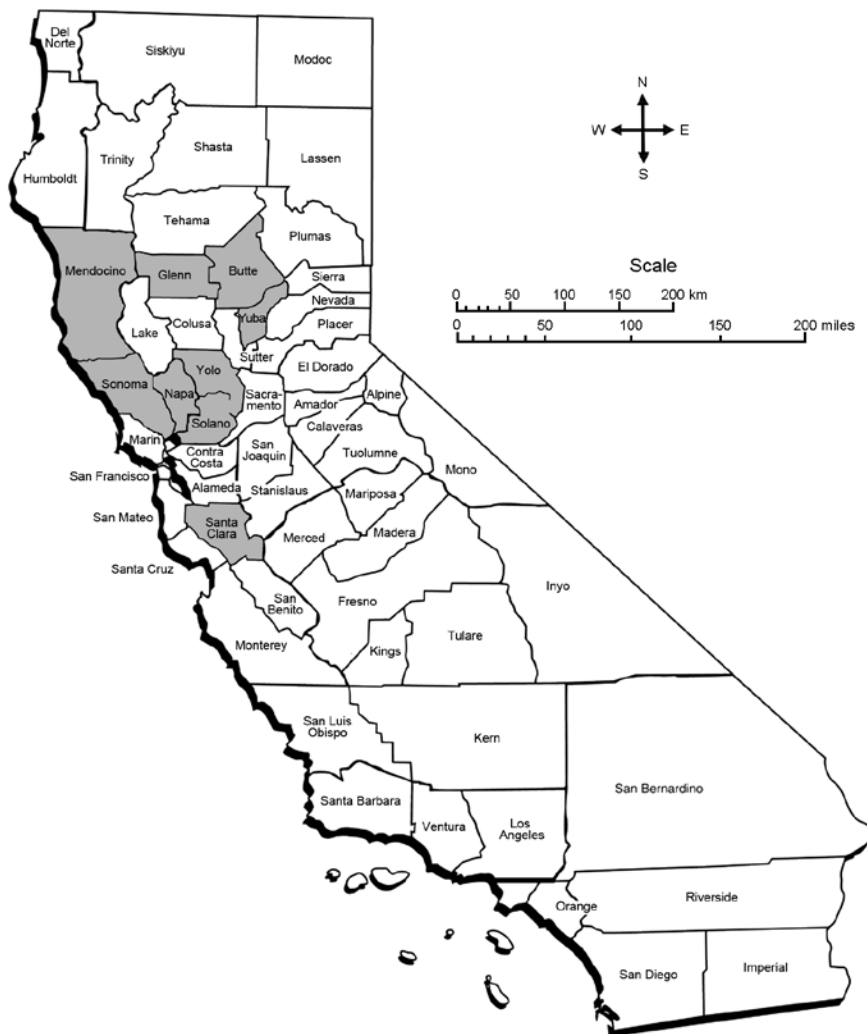 Del
Norte
Siskiyu
Modoc
N
W
E
S
Humboldt
Trinity
Shasta
Lassen
Tehama
Plumas
Mendocino
Glenn
Butte
Sierra
Scale
0 50 100 150 200 km
0 50 100 150 200 miles
Nevada
Yuba
Placer
Lake
Colusa
Sutter
Yolo
El Dorado
Sonoma
Napa
Sacra-
mento
Amador
Alpine
Solano
Calaveras
Marin
Contra
Costa
San
Joaquin
Tuolumne
Mono
San Francisco
Alameda
Stanislaus
Mariposa
San Mateo
Santa
Clara
Merced
Madera
Santa Cruz
Inyo
San
Benito
Fresno
Tulare
Monterey
Kings
San Luis
Obispo
Kern
San Bernardino
Santa Barbara
Ventura
Los
Angeles
Orange
Riverside
San Diego
Imperial